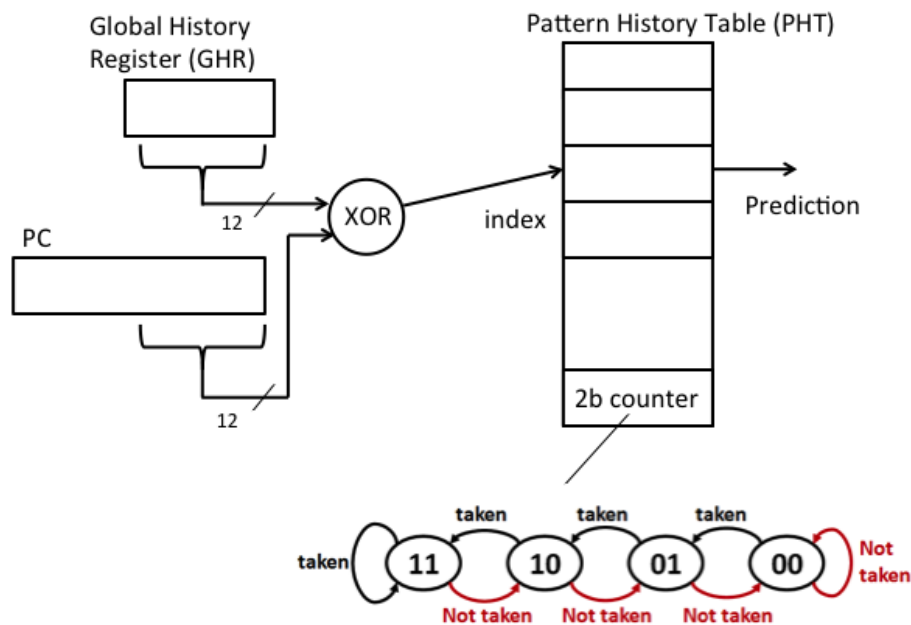 Global History
Register (GHR)
Pattern History Table (PHT)
12
XOR
index
Prediction
PC
12
2b counter
taken
taken
taken
taken
11
10
01
00
Not
taken
Not taken
Not taken
Not taken